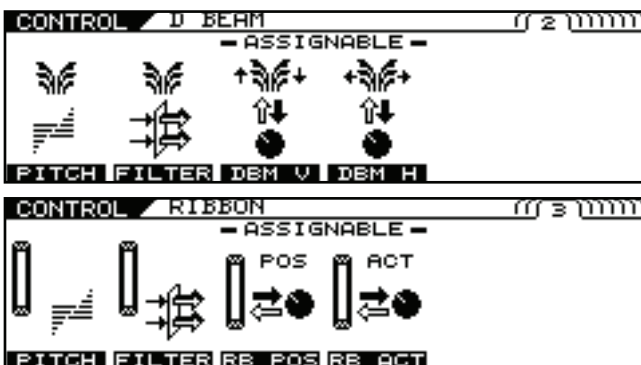 CONTROL D BEAM 2
ASSIGNABLE
PITCH FILTER DBM V DBM H
CONTROL RIBBON 3
ASSIGNABLE
POS ACT
PITCH FILTER RB POS RB ACT